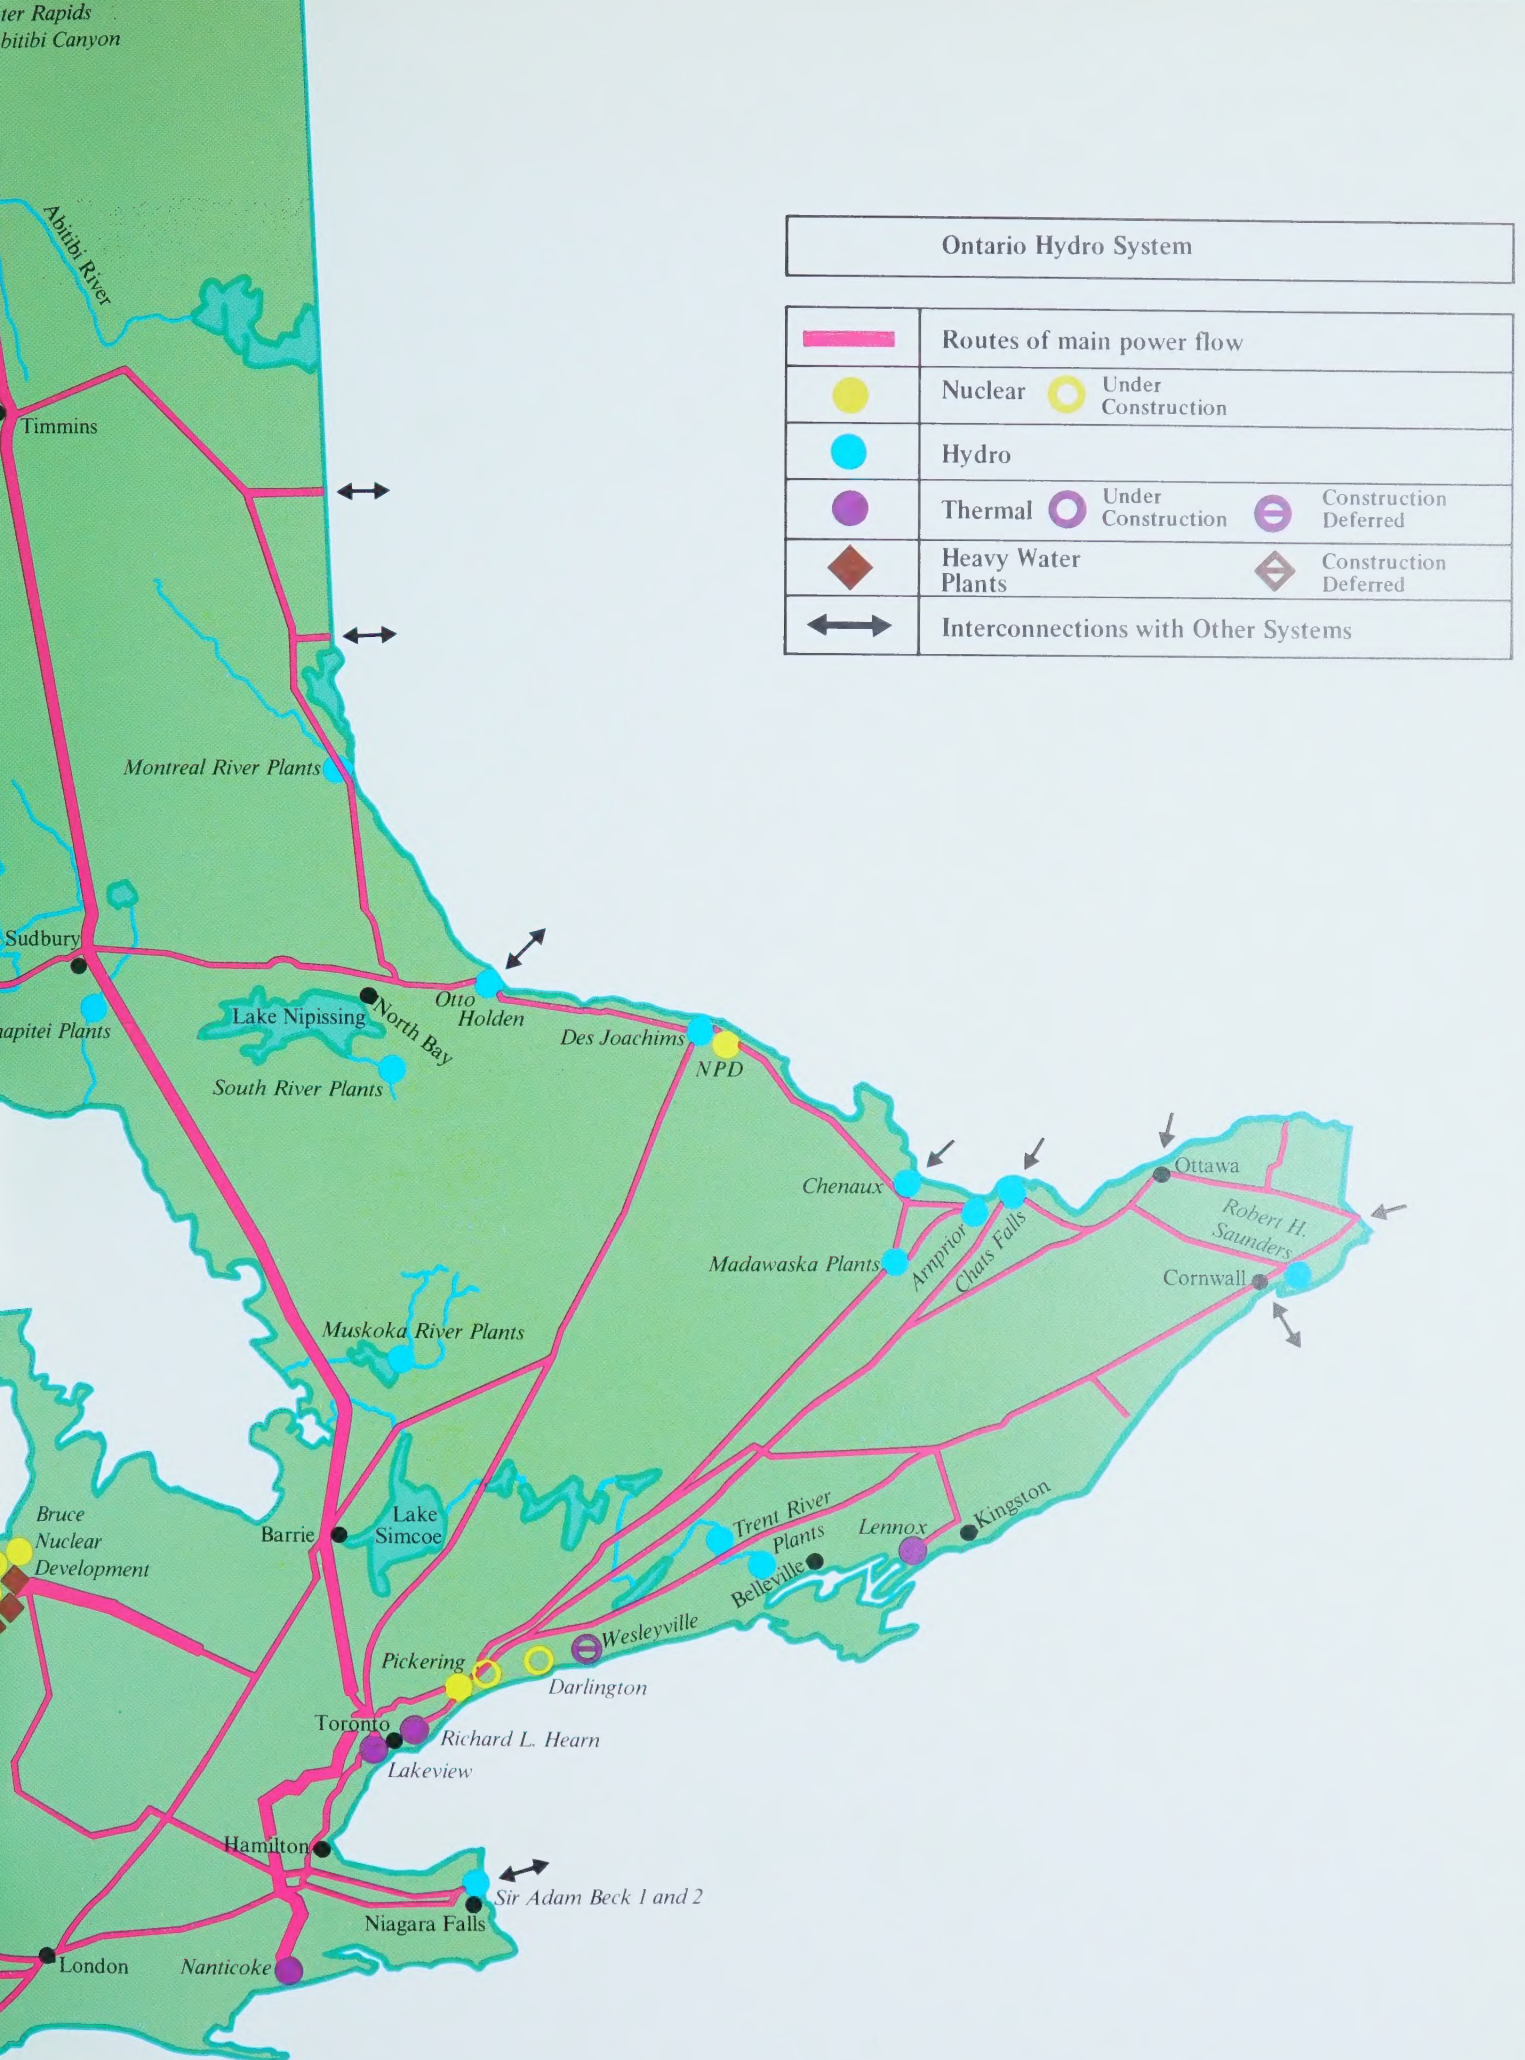 Rapids
Canyon
Abitibi River
Ontario Hydro System
Routes of main power flow
Nuclear
Under
Construction
Hydro
Thermal
Under
Construction
Construction
Deferred
Heavy Water
Plants
Construction
Deferred
Interconnections with Other Systems
Timmins
Montreal River Plants
Sudbury
Plants
Lake Nipissing
North Bay
Otto
Holden
South River Plants
Des Joachims
NPD
Chenaux
Madawaska Plants
Arnprior
Chats Falls
Ottawa
Robert H.
Saunders
Cornwall
Muskoka River Plants
Bruce
Nuclear
Development
Barrie
Lake
Simcoe
Trent River
Plants
Belleville
Lennox
Kingston
Wesleyville
Pickering
Darlington
Toronto
Richard L. Hearn
Lakeview
Hamilton
Sir Adam Beck 1 and 2
Niagara Falls
London
Nanticoke